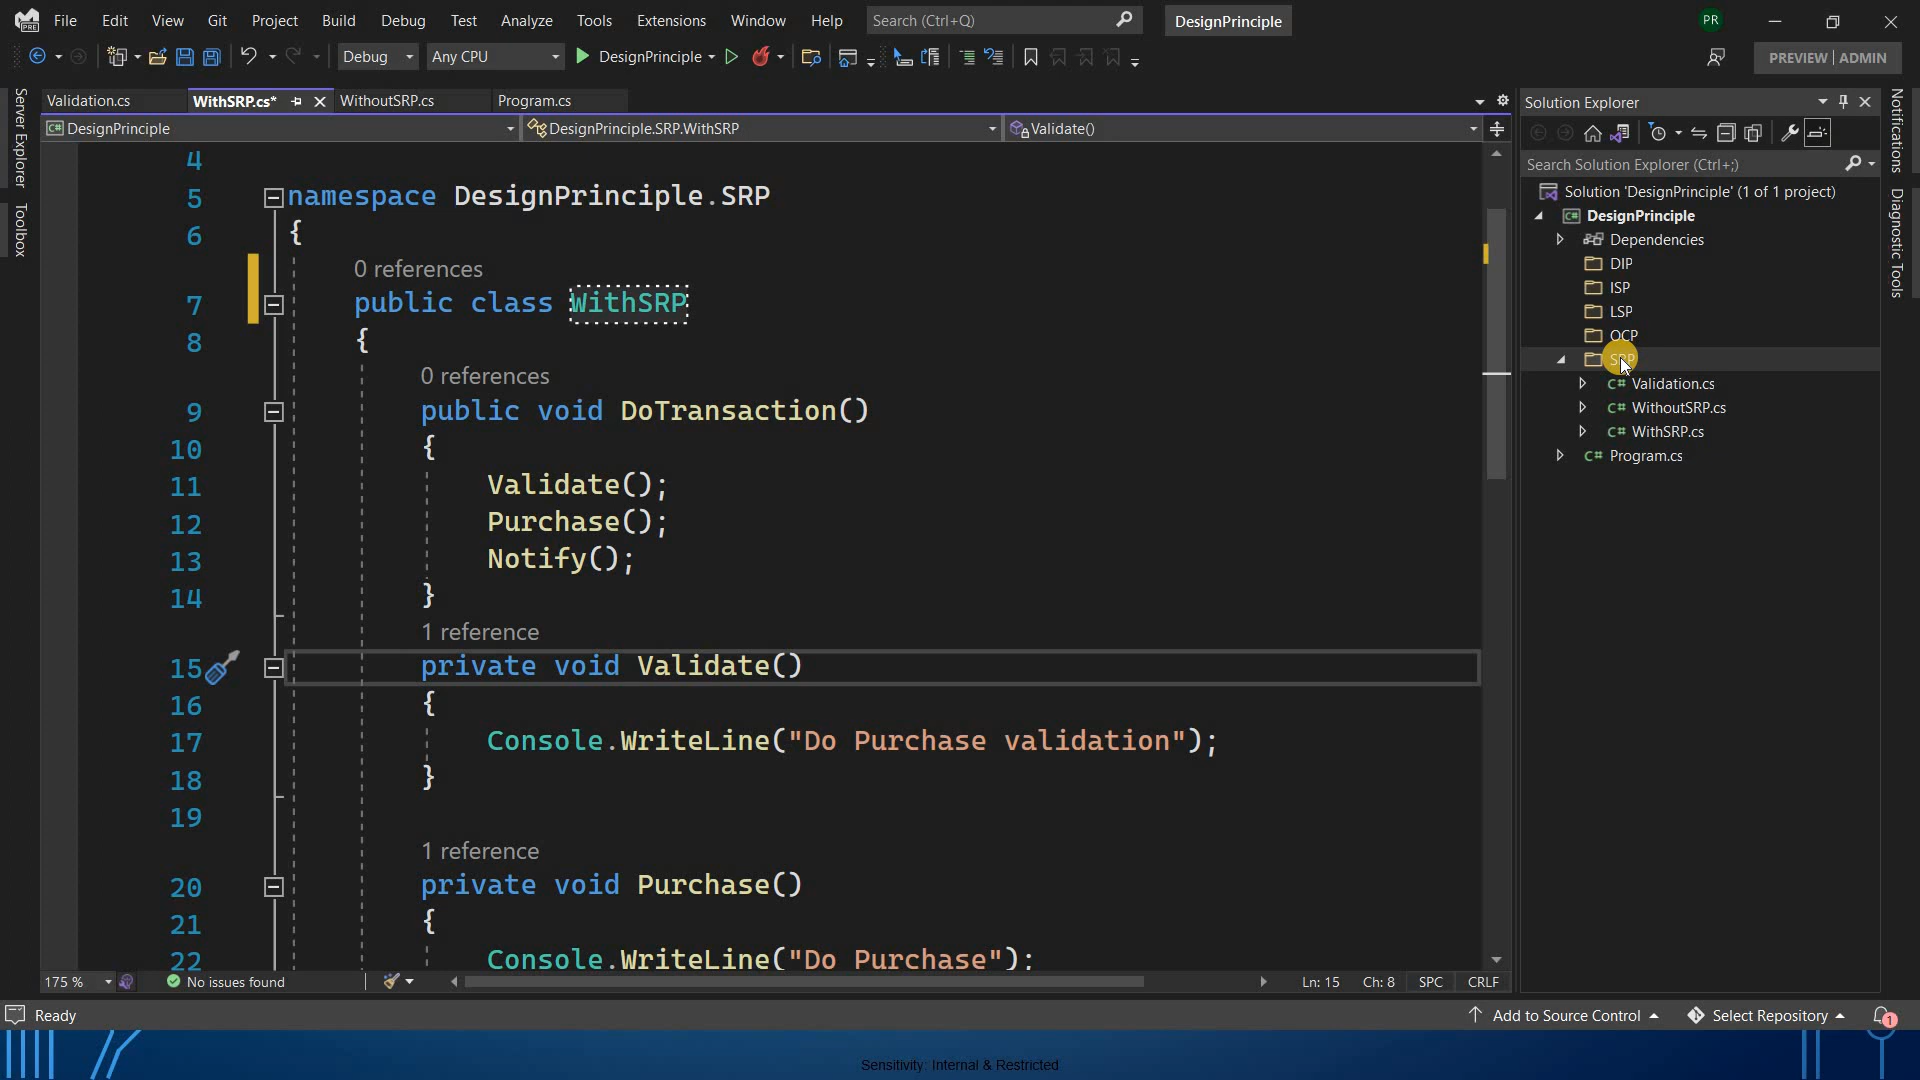 File Edit View Git Project Build Debug Test Analyze Tools Extensions Window Help Search (Ctrl+Q) DesignPrinciple PR
Debug Any CPU DesignPrinciple PREVIEW | ADMIN
Server Explorer
Toolbox
Validation.cs WithSRP.cs* WithoutSRP.cs Program.cs
DesignPrinciple DesignPrinciple.SRP.WithSRP Validate()
4
5 namespace DesignPrinciple.SRP
6 {
0 references
7 public class WithSRP
8 {
0 references
9 public void DoTransaction()
10 {
11 Validate();
12 Purchase();
13 Notify();
14 }
1 reference
15 private void Validate()
16 {
17 Console.WriteLine("Do Purchase validation");
18 }
19
1 reference
20 private void Purchase()
21 {
22 Console.WriteLine("Do Purchase");
175 % No issues found Ln: 15 Ch: 8 SPC CRLF
Solution Explorer
Search Solution Explorer (Ctrl+;)
Solution 'DesignPrinciple' (1 of 1 project)
DesignPrinciple
Dependencies
DIP
ISP
LSP
OCP
SRP
Validation.cs
WithoutSRP.cs
WithSRP.cs
Program.cs
Notifications
Diagnostic Tools
Ready Add to Source Control Select Repository 1
Sensitivity: Internal & Restricted